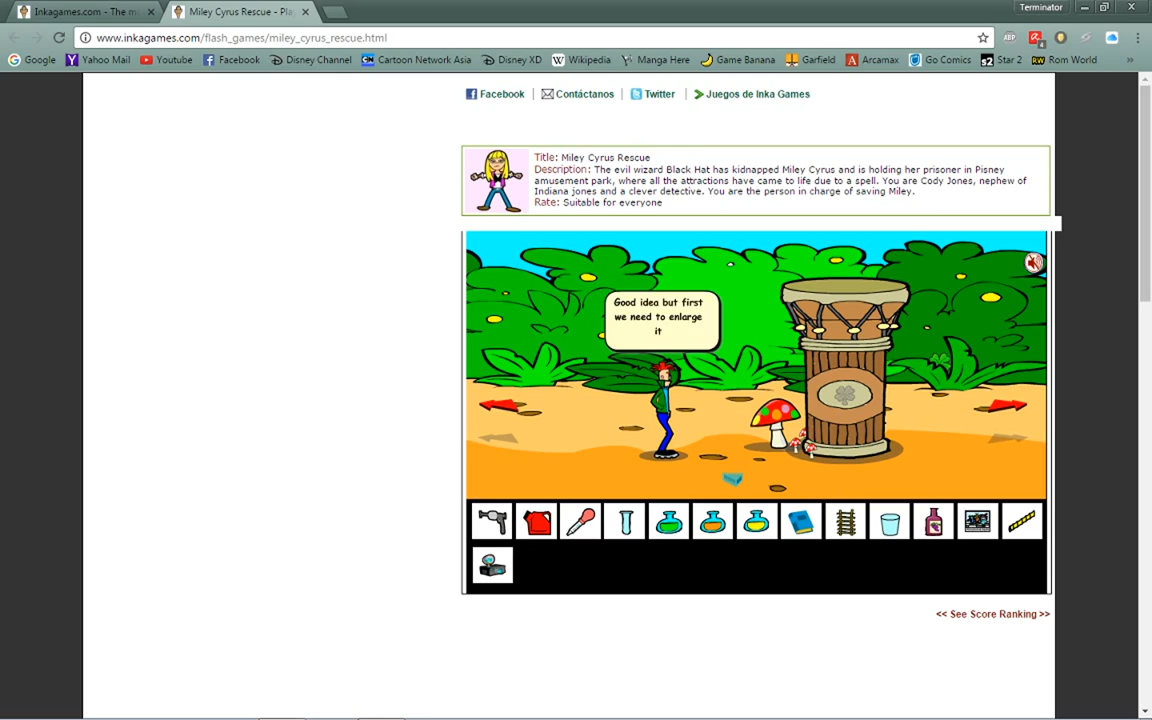 Inkagames.com - The m
Miley Cyrus Rescue - Pla
Terminator
www.inkagames.com/flash_games/miley_cyrus_rescue.html
ABP
4
Google
Yahoo Mail
Youtube
Facebook
Disney Channel
CN Cartoon Network Asia
Disney XD
W Wikipedia
Manga Here
Game Banana
Garfield
A Arcamax
Go Comics
s2 Star 2
RW Rom World
»
Facebook | Contáctanos | Twitter | Juegos de Inka Games
Title: Miley Cyrus Rescue
Description: The evil wizard Black Hat has kidnapped Miley Cyrus and is holding her prisoner in Pisney
amusement park, where all the attractions have came to life due to a spell. You are Cody Jones, nephew of
Indiana jones and a clever detective. You are the person in charge of saving Miley.
Rate: Suitable for everyone
Good idea but first
we need to enlarge
it
<< See Score Ranking >>